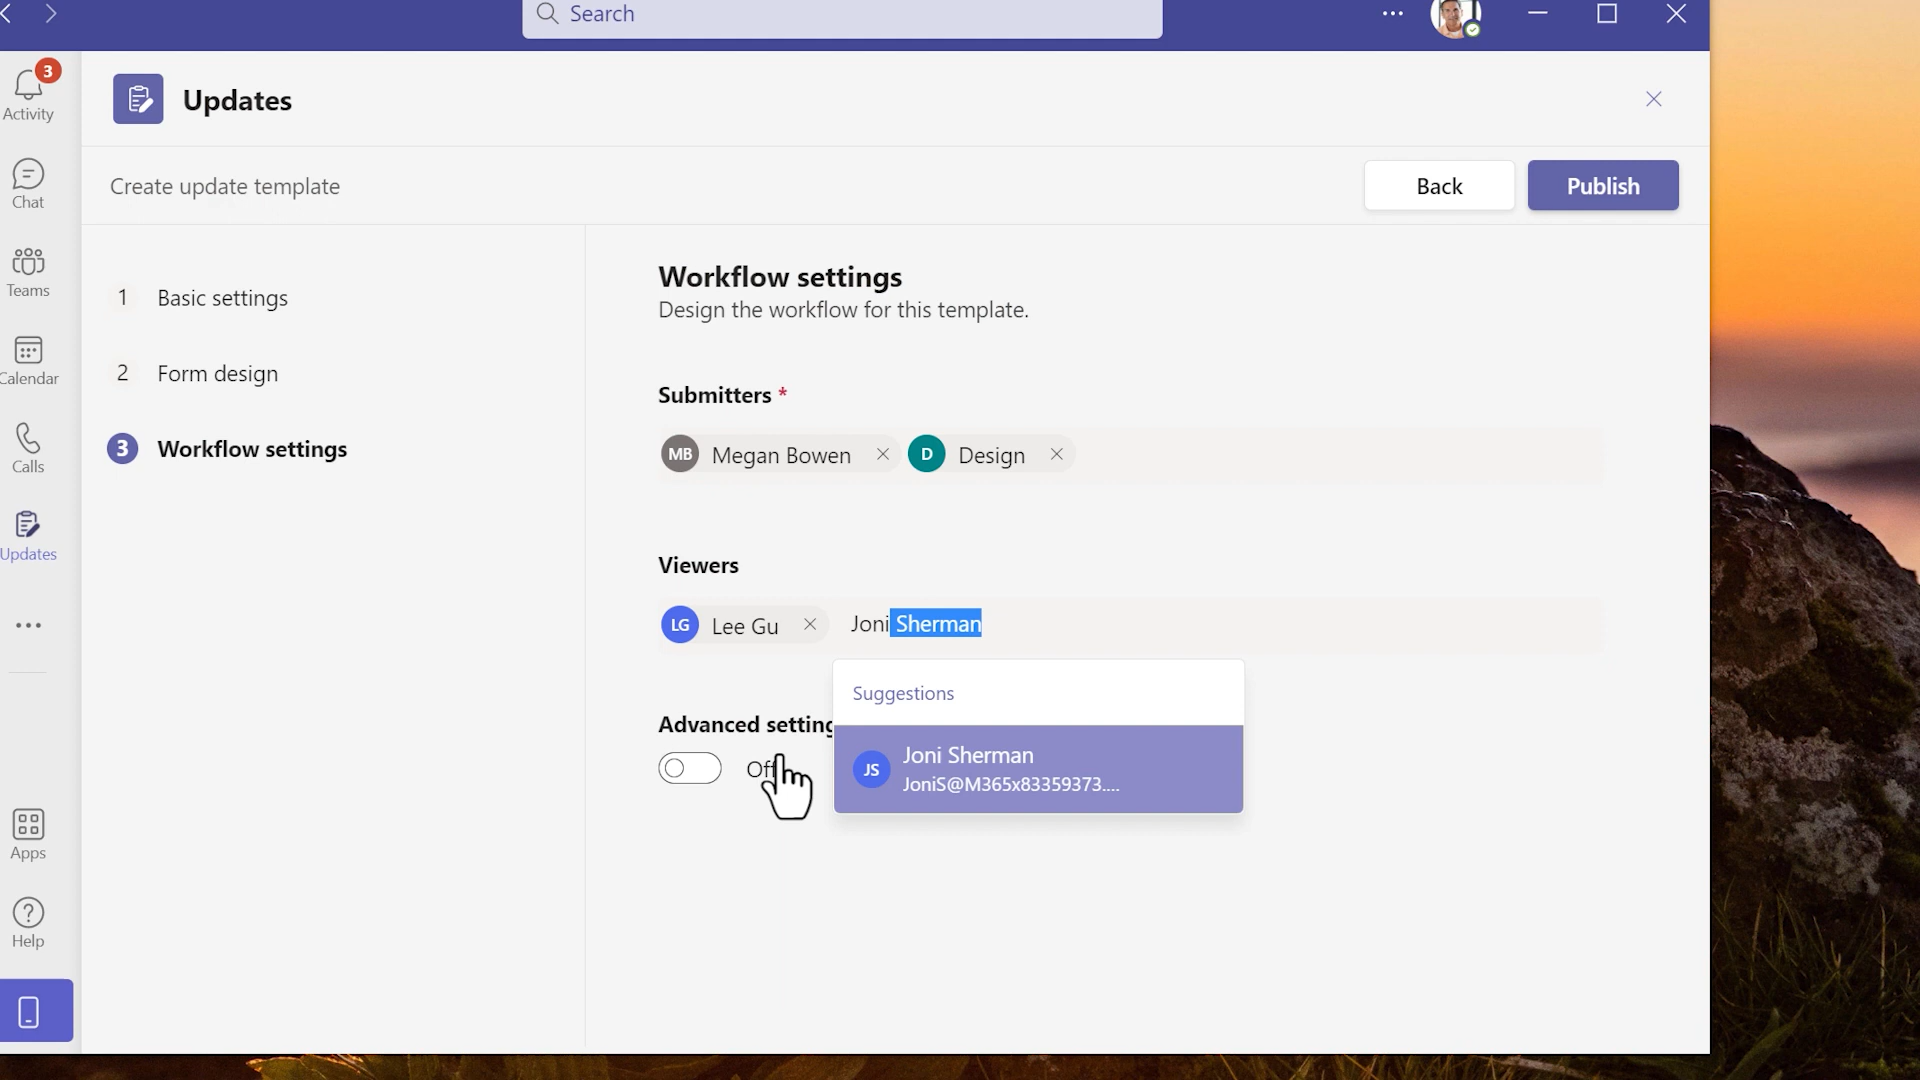 Search
3
Activity
Chat
Teams
Calendar
Calls
Updates
Apps
Help
Updates
Create update template
Back
Publish
1 Basic settings
2 Form design
3 Workflow settings
Workflow settings
Design the workflow for this template.
Submitters *
MB Megan Bowen D Design
Viewers
LG Lee Gu Joni Sherman
Suggestions
JS Joni Sherman
JoniS@M365x83359373....
Advanced setting
Off